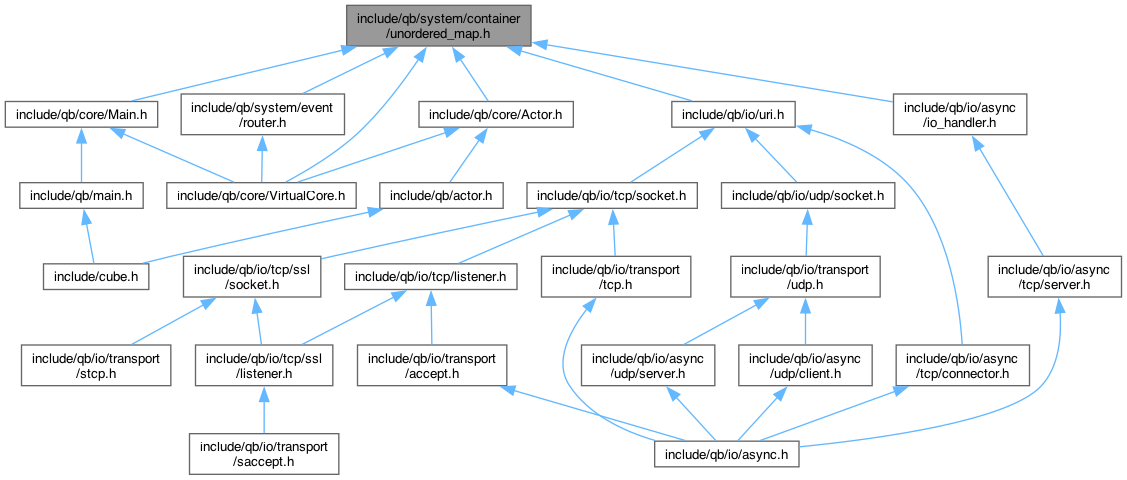 include/qb/system/container
/unordered_map.h
include/qb/core/Main.h
include/qb/system/event
/router.h
include/qb/core/Actor.h
include/qb/io/uri.h
include/qb/io/async
/io_handler.h
include/qb/main.h
include/qb/core/VirtualCore.h
include/qb/actor.h
include/qb/io/tcp/socket.h
include/qb/io/udp/socket.h
include/cube.h
include/qb/io/tcp/ssl
/socket.h
include/qb/io/tcp/listener.h
include/qb/io/transport
/tcp.h
include/qb/io/transport
/udp.h
include/qb/io/async
/tcp/server.h
include/qb/io/transport
/stcp.h
include/qb/io/tcp/ssl
/listener.h
include/qb/io/transport
/accept.h
include/qb/io/async
/udp/server.h
include/qb/io/async
/udp/client.h
include/qb/io/async
/tcp/connector.h
include/qb/io/transport
/saccept.h
include/qb/io/async.h